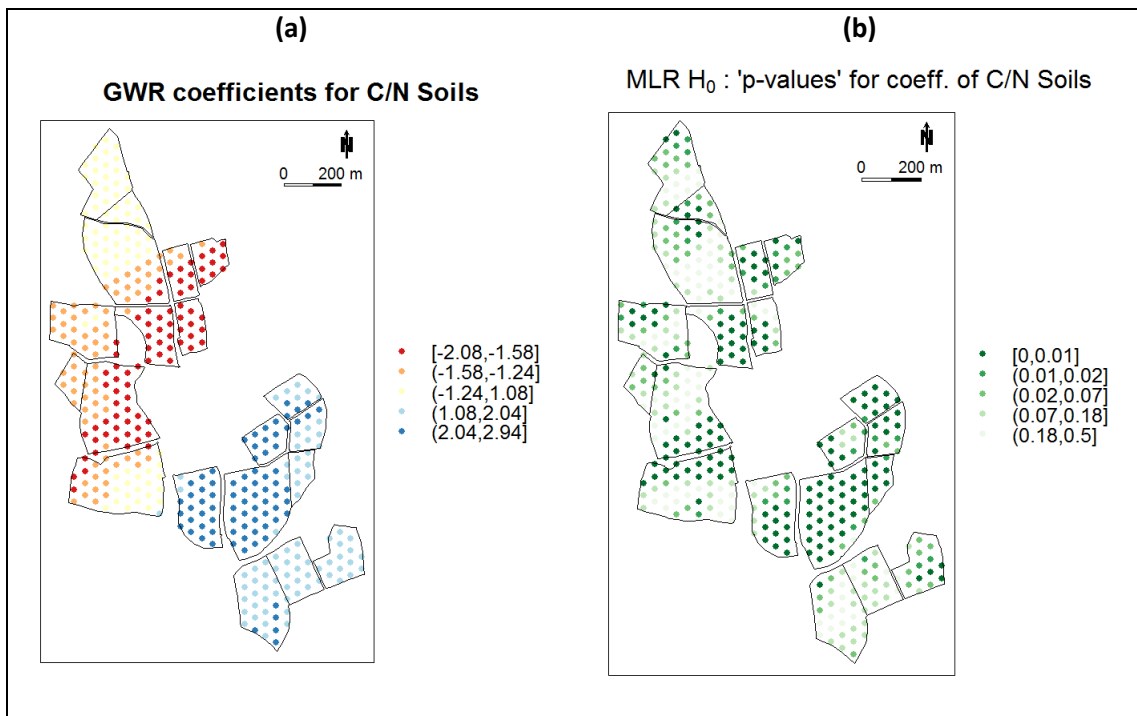 (a)
GWR coefficients for C/N Soils
N
0 200 m
[-2.08,-1.58]
(-1.58,-1.24]
(-1.24,1.08]
(1.08,2.04]
(2.04,2.94]
(b)
MLR H₀ : 'p-values' for coeff. of C/N Soils
N
0 200 m
[0,0.01]
(0.01,0.02]
(0.02,0.07]
(0.07,0.18]
(0.18,0.5]